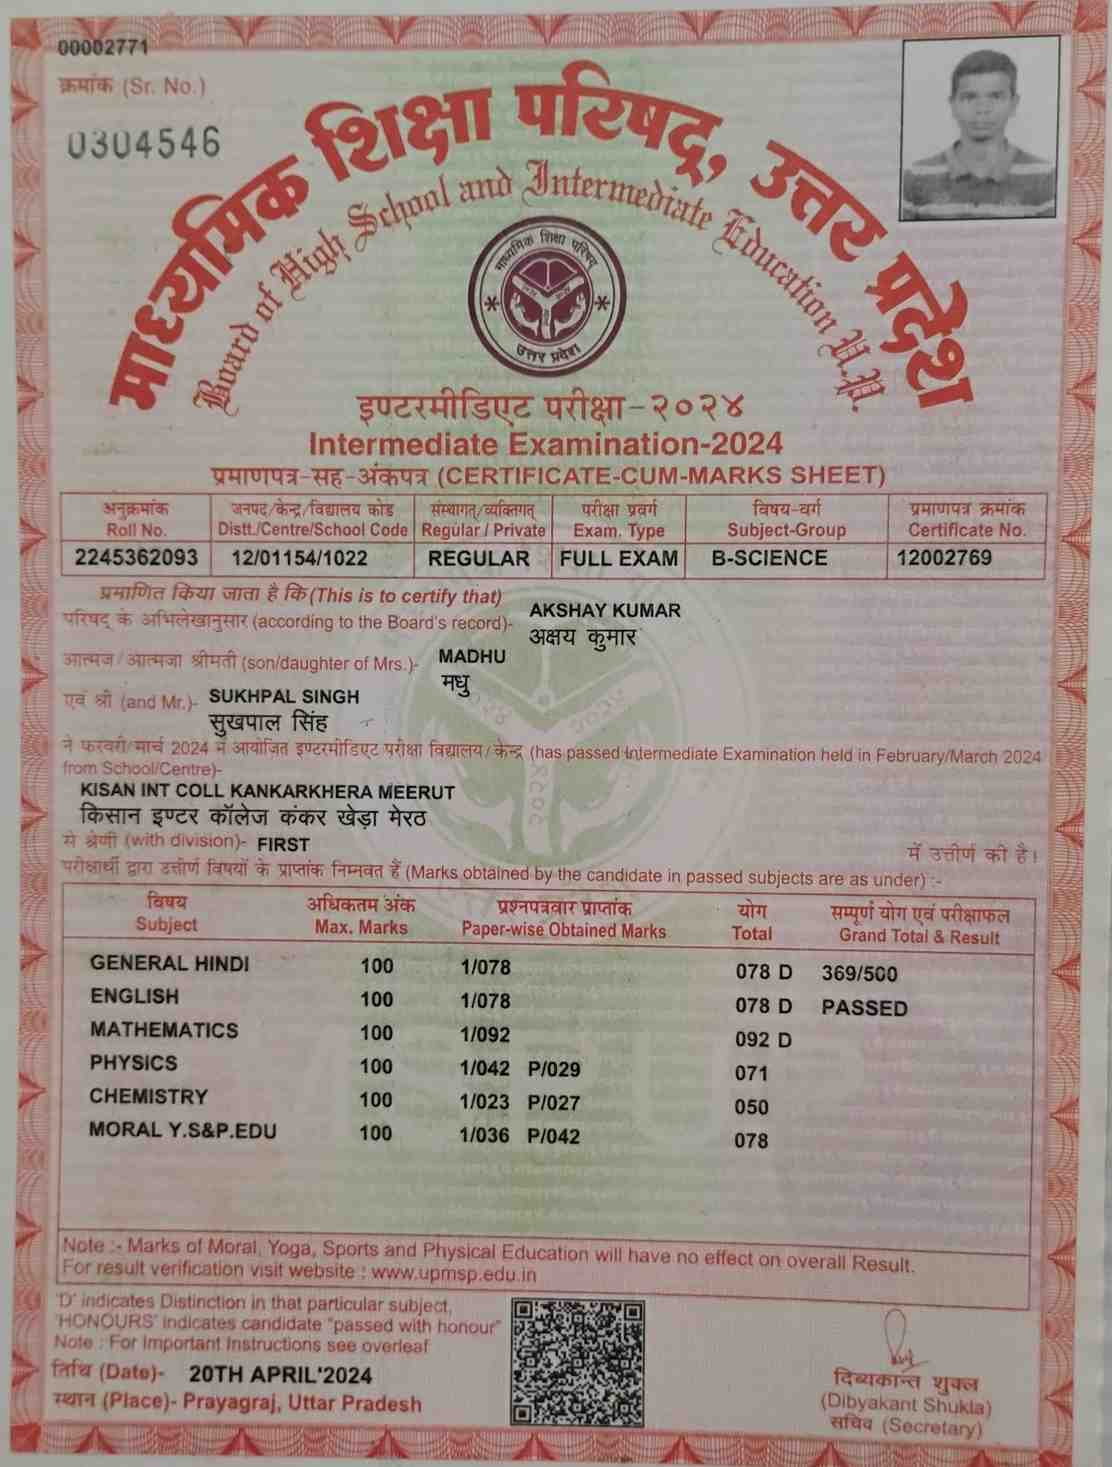 00002771
क्रमांक (Sr. No.)
0304546
माध्यमिक शिक्षा परिषद्, उत्तर प्रदेश
Board of High School and Intermediate Education U.P.
माध्यमिक शिक्षा परिषद्
उत्तर प्रदेश
इण्टरमीडिएट परीक्षा-२०२४
Intermediate Examination-2024
प्रमाणपत्र-सह-अंकपत्र (CERTIFICATE-CUM-MARKS SHEET)
अनुक्रमांक जनपद/केन्द्र/विद्यालय कोड संस्थागत/व्यक्तिगत परीक्षा प्रवर्ग विषय-वर्ग प्रमाणपत्र क्रमांक
Roll No. Distt./Centre/School Code Regular / Private Exam. Type Subject-Group Certificate No.
2245362093 12/01154/1022 REGULAR FULL EXAM B-SCIENCE 12002769
प्रमाणित किया जाता है कि (This is to certify that)
परिषद के अभिलेखानुसार (according to the Board's record)- AKSHAY KUMAR
अक्षय कुमार
आत्मज/आत्मजा श्रीमती (son/daughter of Mrs.)- MADHU
मधु
एवं श्री (and Mr.)- SUKHPAL SINGH
सुखपाल सिंह
ने फरवरी/मार्च 2024 में आयोजित इण्टरमीडिएट परीक्षा विद्यालय/केन्द्र (has passed Intermediate Examination held in February/March 2024
from School/Centre)-
KISAN INT COLL KANKARKHERA MEERUT
किसान इण्टर कॉलेज कंकर खेड़ा मेरठ
से श्रेणी (with division)- FIRST में उत्तीर्ण की है।
परीक्षार्थी द्वारा उत्तीर्ण विषयों के प्राप्तांक निम्नवत हैं (Marks obtained by the candidate in passed subjects are as under) :-
विषय अधिकतम अंक प्रश्नपत्रवार प्राप्तांक योग सम्पूर्ण योग एवं परीक्षाफल
Subject Max. Marks Paper-wise Obtained Marks Total Grand Total & Result
GENERAL HINDI 100 1/078 078 D 369/500
ENGLISH 100 1/078 078 D PASSED
MATHEMATICS 100 1/092 092 D
PHYSICS 100 1/042 P/029 071
CHEMISTRY 100 1/023 P/027 050
MORAL Y.S&P.EDU 100 1/036 P/042 078
Note :- Marks of Moral, Yoga, Sports and Physical Education will have no effect on overall Result.
For result verification visit website : www.upmsp.edu.in
'D' indicates Distinction in that particular subject,
'HONOURS' indicates candidate "passed with honour"
Note : For Important Instructions see overleaf
तिथि (Date)- 20TH APRIL'2024
स्थान (Place)- Prayagraj, Uttar Pradesh
दिब्यकान्त शुक्ल
(Dibyakant Shukla)
सचिव (Secretary)